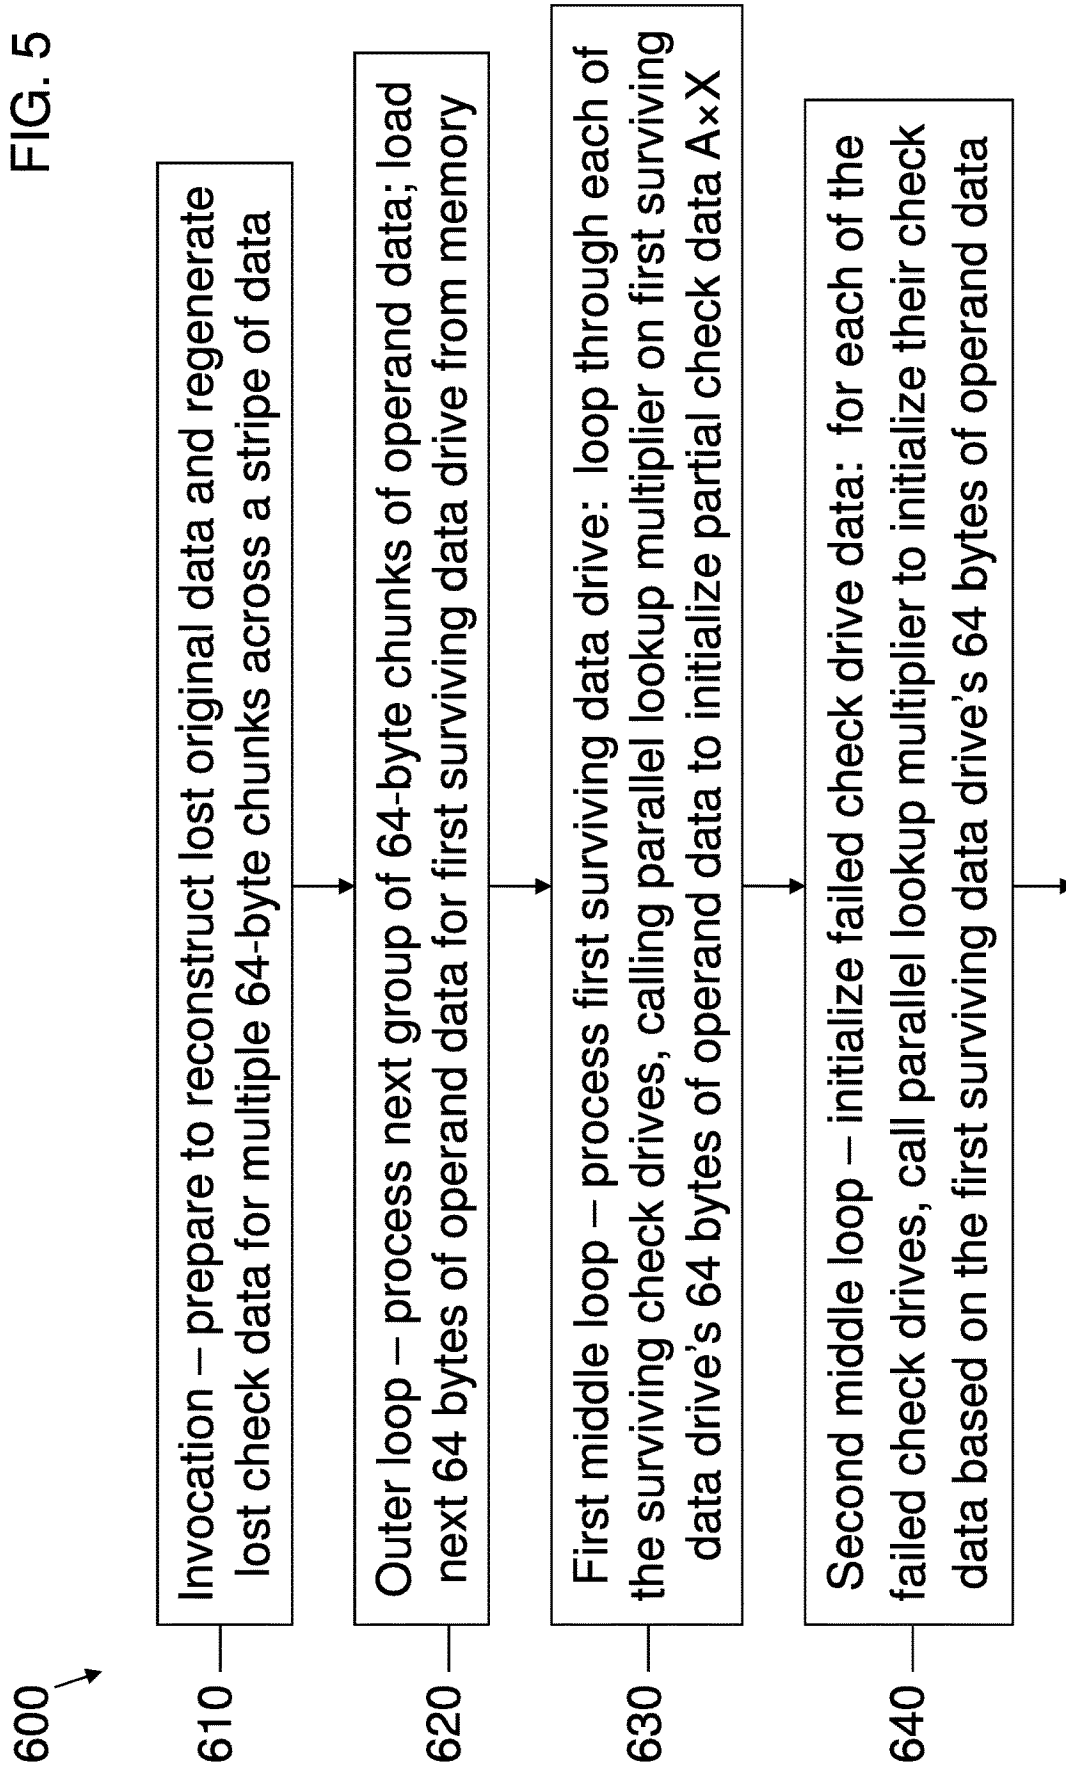 FIG. 5
600
610
Invocation – prepare to reconstruct lost original data and regenerate
lost check data for multiple 64-byte chunks across a stripe of data
620
Outer loop – process next group of 64-byte chunks of operand data; load
next 64 bytes of operand data for first surviving data drive from memory
630
First middle loop – process first surviving data drive: loop through each of
the surviving check drives, calling parallel lookup multiplier on first surviving
data drive’s 64 bytes of operand data to initialize partial check data A×X
640
Second middle loop – initialize failed check drive data: for each of the
failed check drives, call parallel lookup multiplier to initialize their check
data based on the first surviving data drive’s 64 bytes of operand data